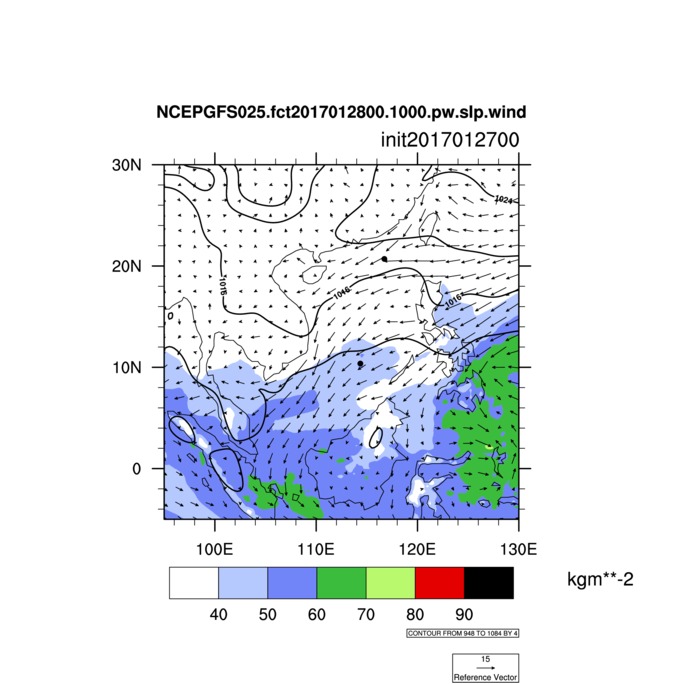 NCEPGFS025.fct2017012800.1000.pw.slp.wind
init2017012700
30N
20N
10N
0
1024
1016
1016
1016
0
100E
110E
120E
130E
kgm**-2
40
50
60
70
80
90
CONTOUR FROM 948 TO 1084 BY 4
15
Reference Vector